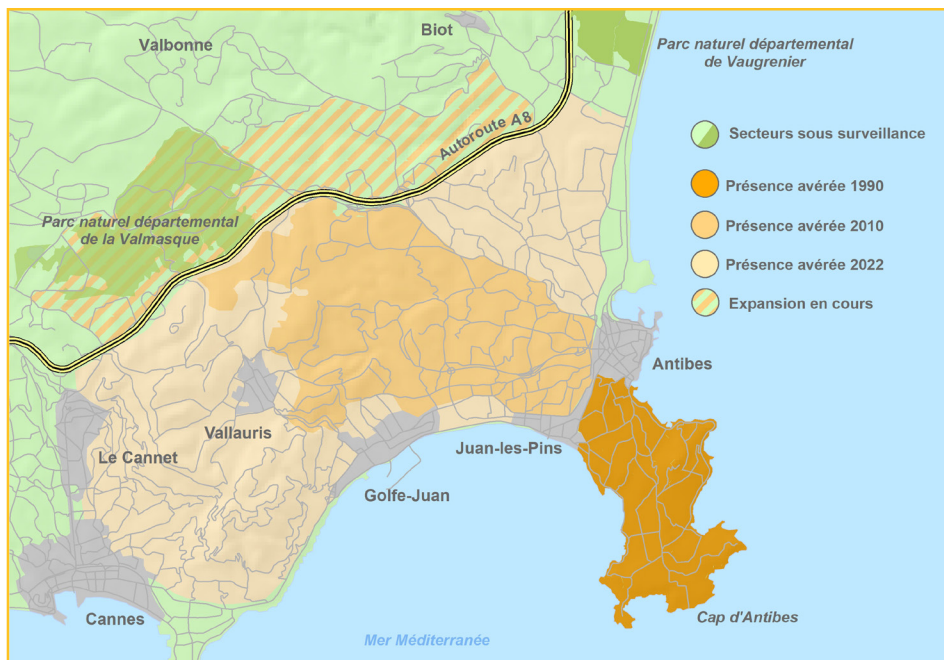 Valbonne
Biot
Parc naturel départemental
de Vaugrenier
Autoroute A8
Secteurs sous surveillance
Présence avérée 1990
Présence avérée 2010
Présence avérée 2022
Expansion en cours
Parc naturel départemental
de la Valmasque
Antibes
Vallauris
Le Cannet
Juan-les-Pins
Golfe-Juan
Cannes
Cap d'Antibes
Mer Méditerranée